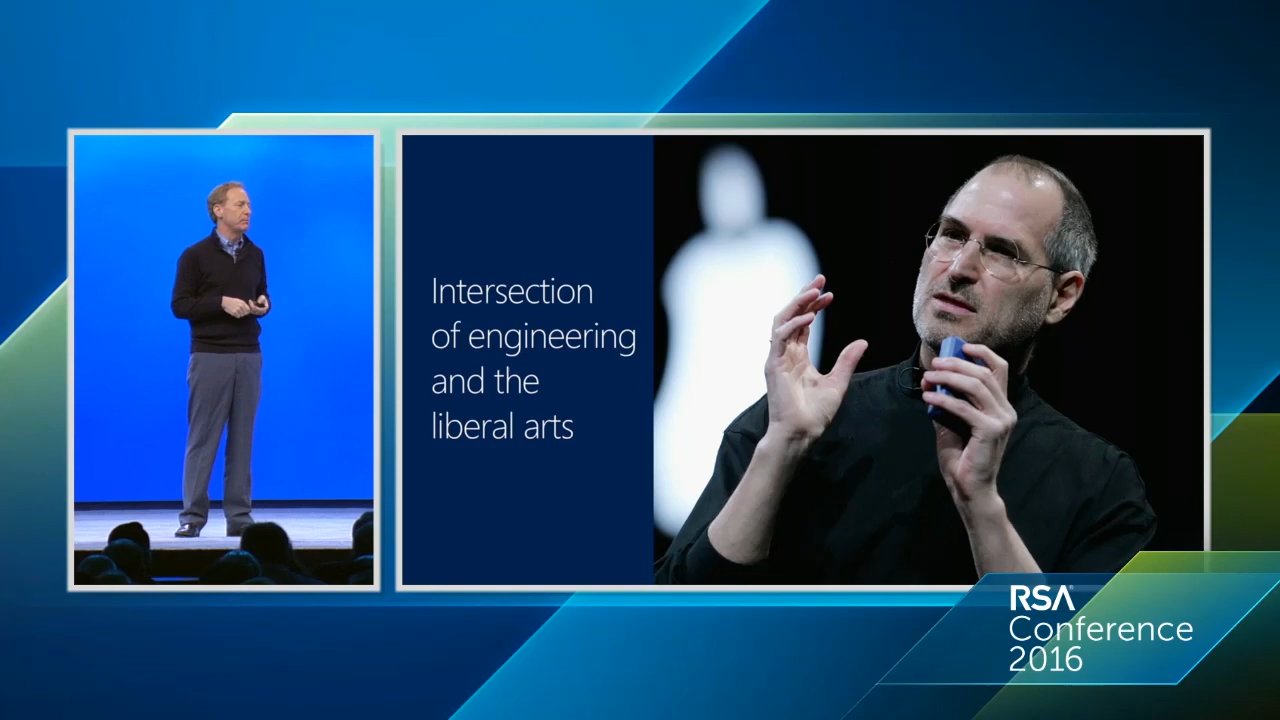 Intersection
of engineering
and the
liberal arts
RSA
Conference
2016